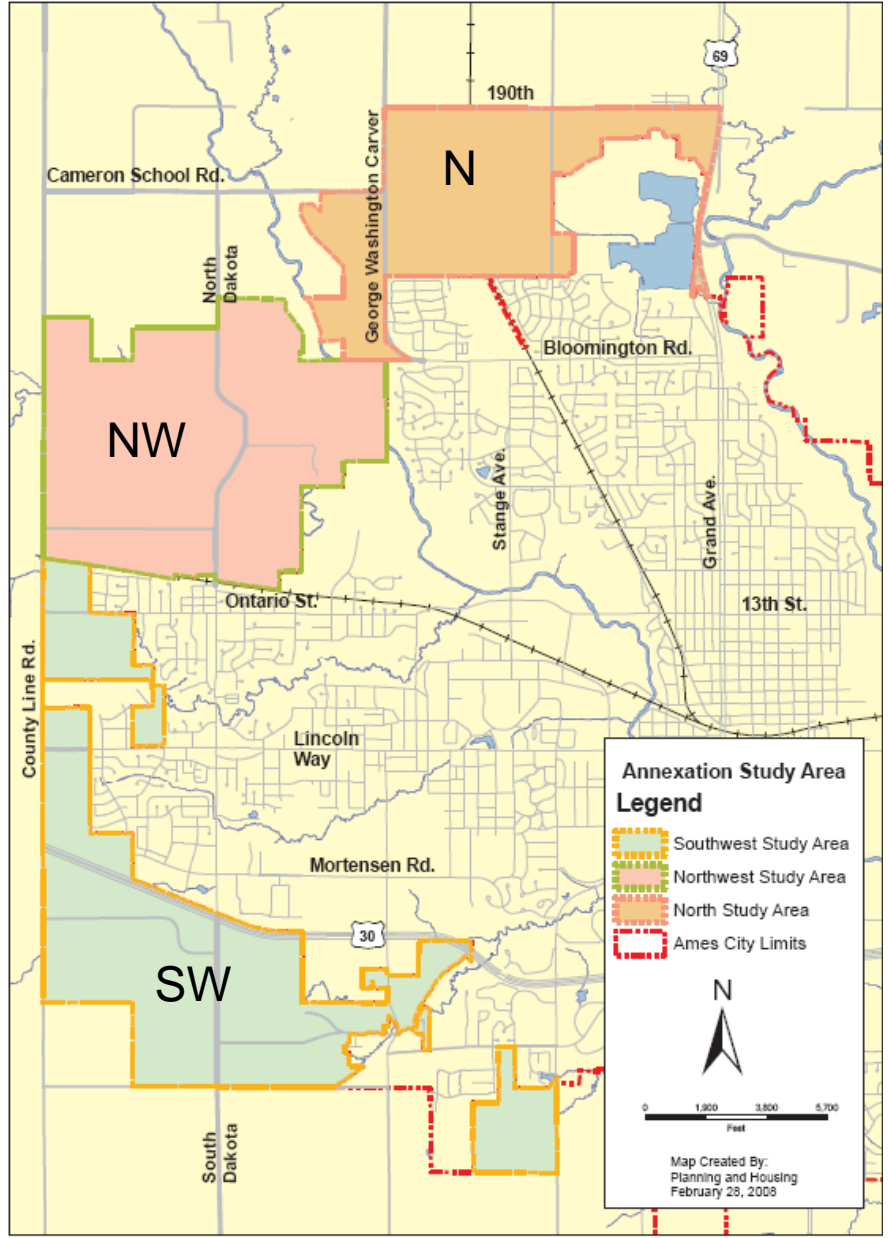 69
190th
N
Cameron School Rd.
George Washington Carver
North
Dakota
Bloomington Rd.
NW
Stange Ave.
Grand Ave.
Ontario St.
13th St.
County Line Rd.
Lincoln
Way
Mortensen Rd.
30
SW
South
Dakota
Annexation Study Area
Legend
Southwest Study Area
Northwest Study Area
North Study Area
Ames City Limits
N
0 1,900 3,800 5,700
Feet
Map Created By:
Planning and Housing
February 28, 2008